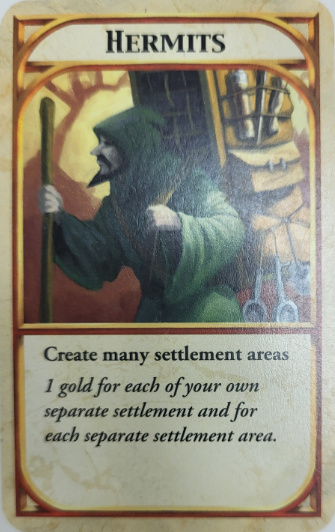 HERMITS
Create many settlement areas
1 gold for each of your own
separate settlement and for
each separate settlement area.